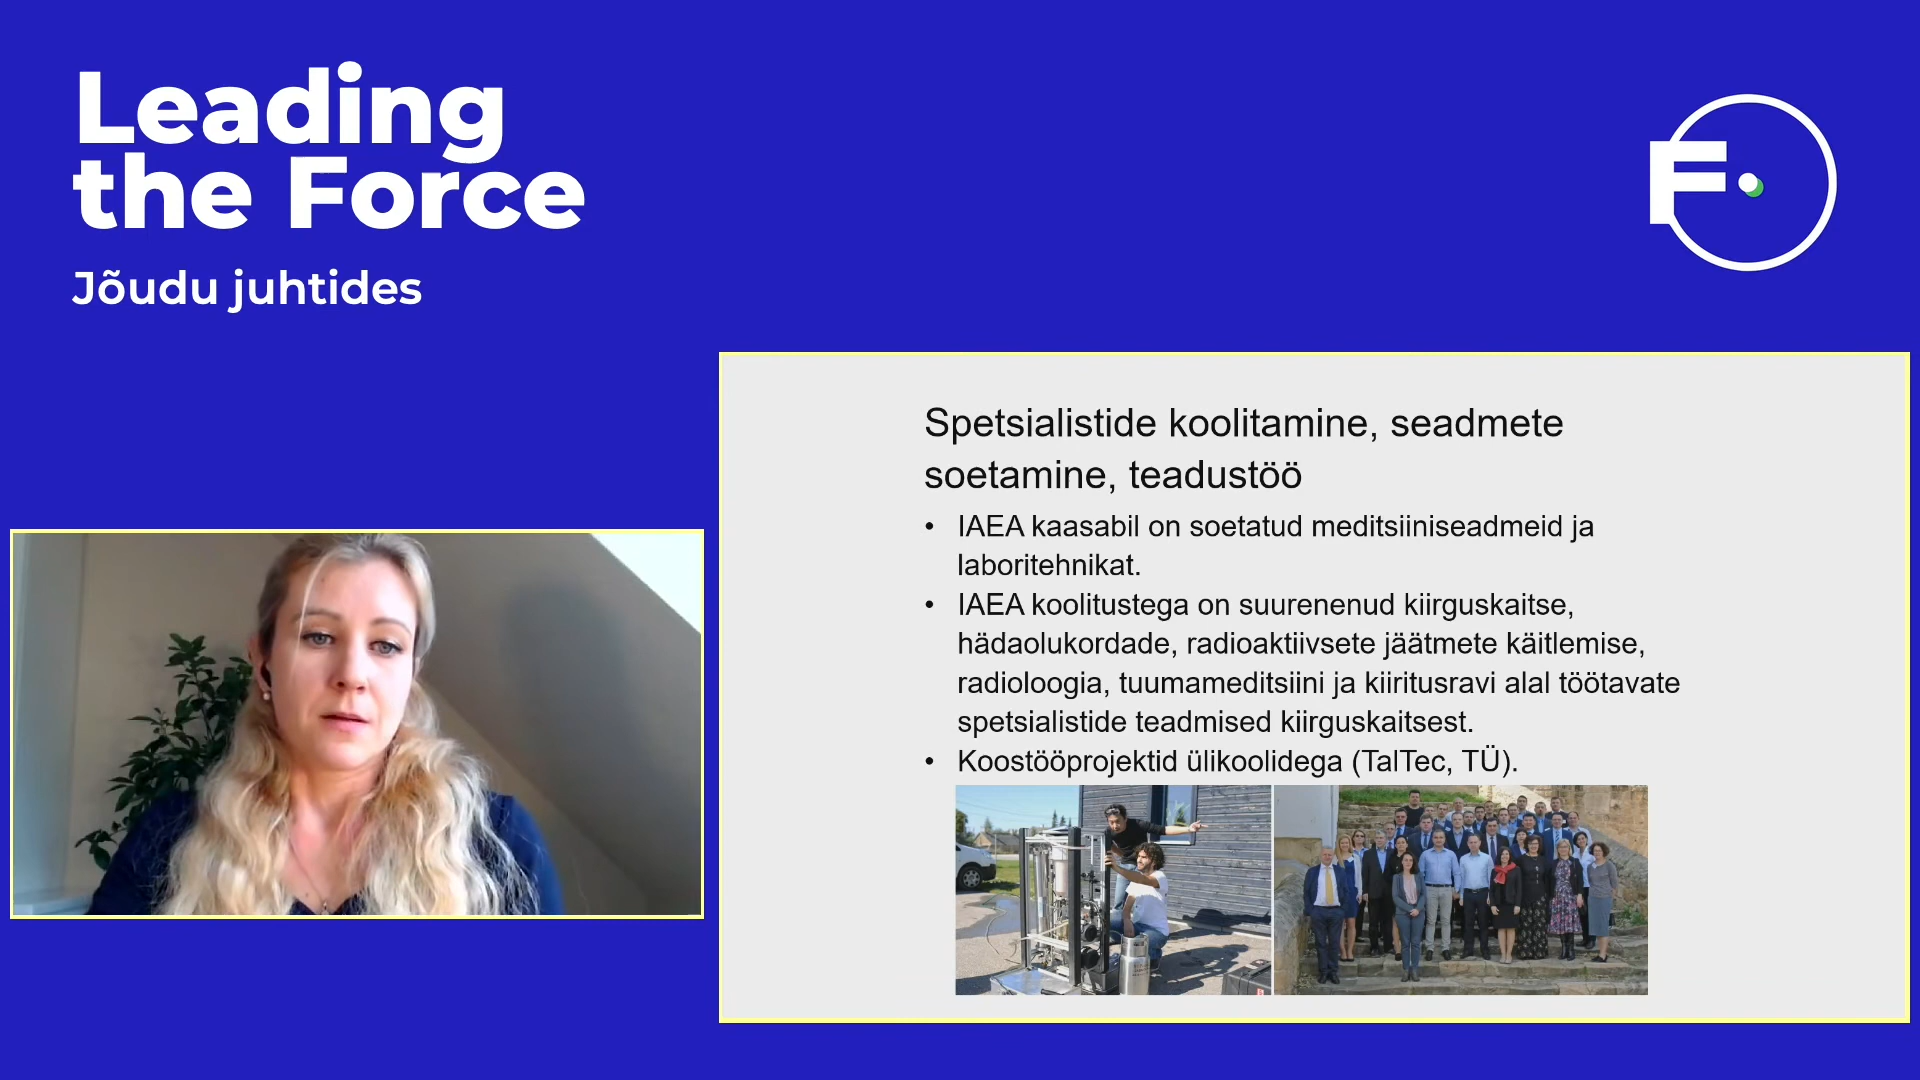 Leading
the Force
Jõudu juhtides
F
Spetsialistide koolitamine, seadmete
soetamine, teadustöö
• IAEA kaasabil on soetatud meditsiiniseadmeid ja
laboritehnikat.
• IAEA koolitustega on suurenenud kiirguskaitse,
hädaolukordade, radioaktiivsete jäätmete käitlemise,
radioloogia, tuumameditsiini ja kiiritusravi alal töötavate
spetsialistide teadmised kiirguskaitsest.
• Koostööprojektid ülikoolidega (TalTec, TÜ).